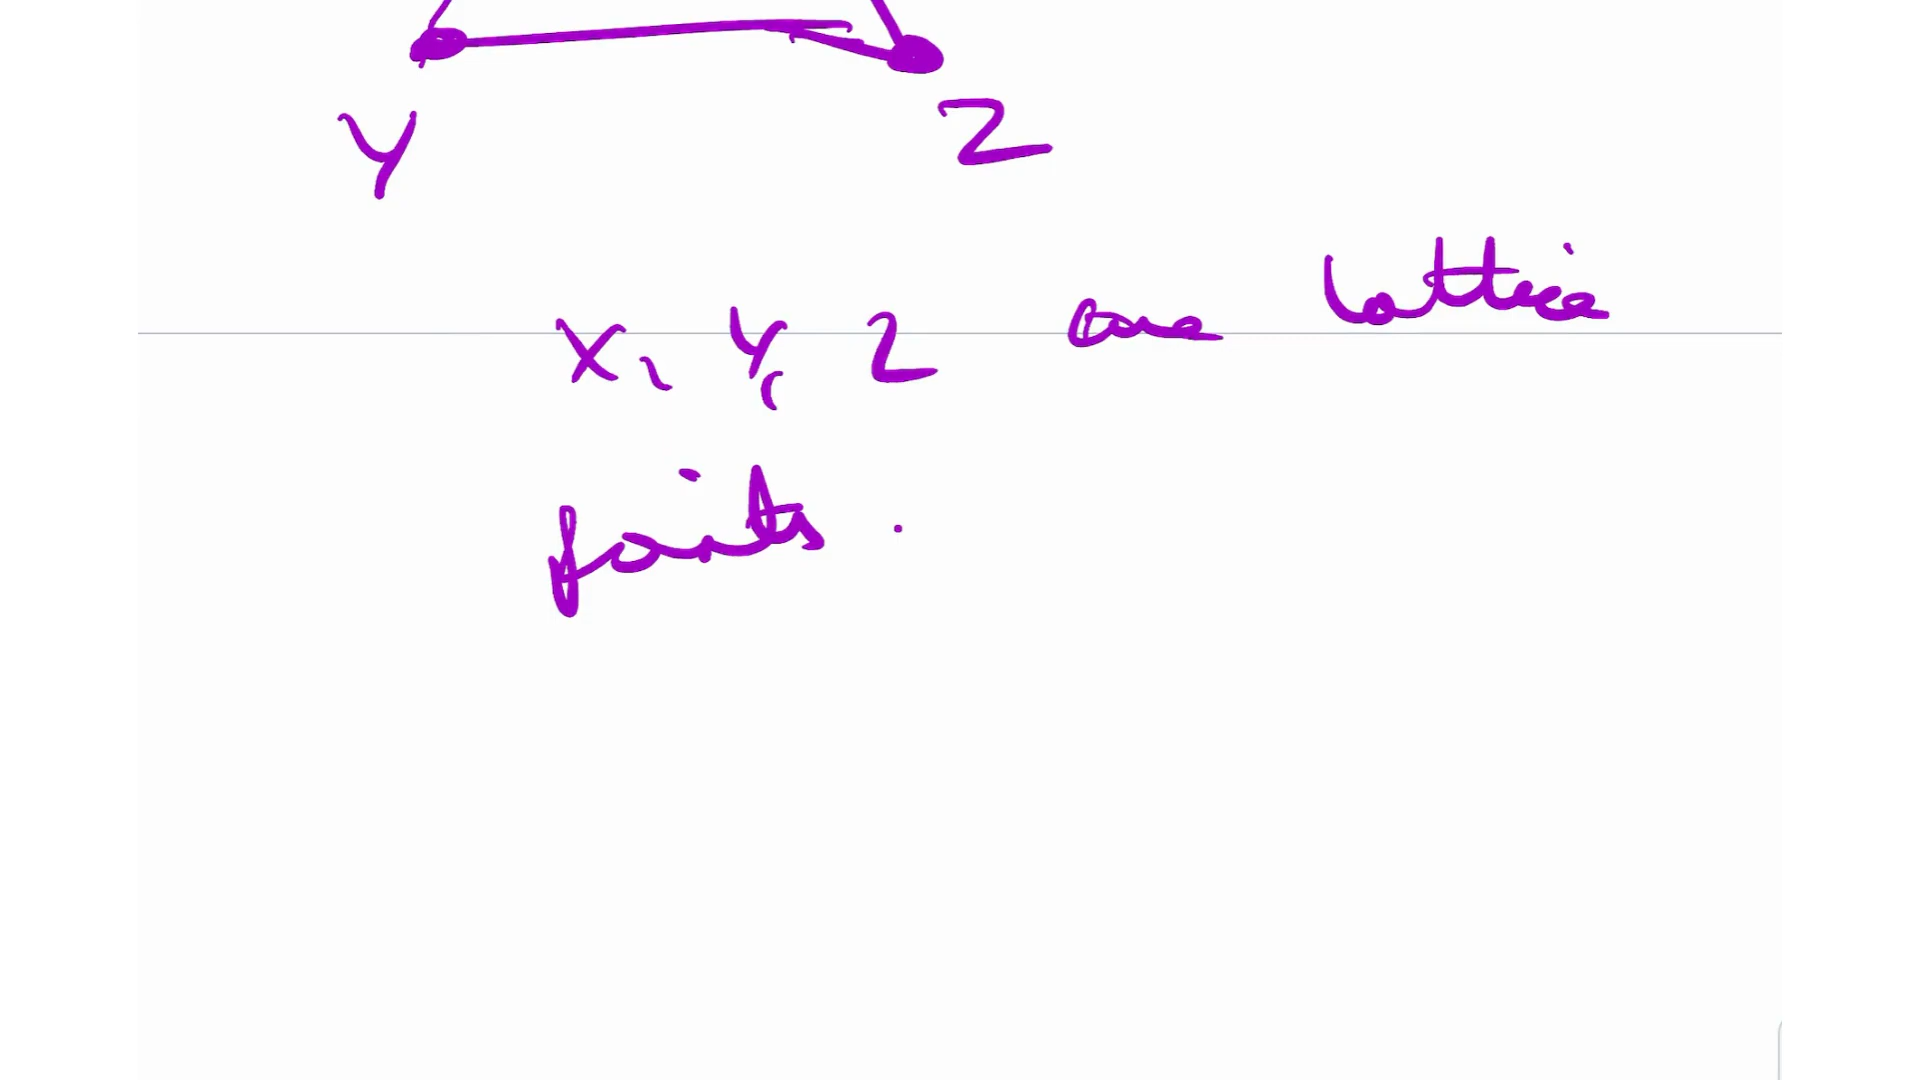 Y
Z
X, Y, Z are lattice
points.